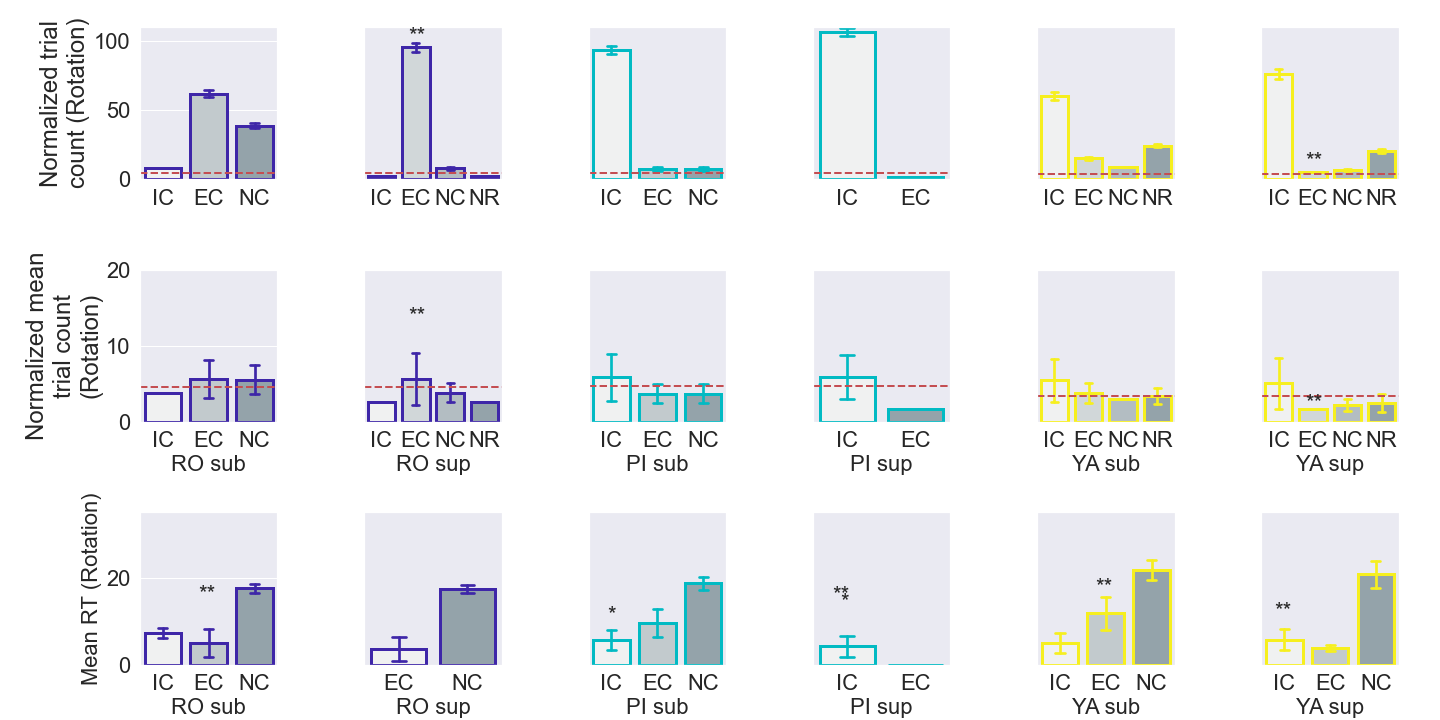 Normalized trial
count (Rotation)
100
50
0
**
**
IC EC NC
IC EC NC NR
IC EC NC
IC EC
IC EC NC NR
IC EC NC NR
Normalized mean
trial count
(Rotation)
20
10
0
**
**
IC EC NC
IC EC NC NR
IC EC NC
IC EC
IC EC NC NR
IC EC NC NR
RO sub
RO sup
PI sub
PI sup
YA sub
YA sup
Mean RT (Rotation)
20
0
**
*
**
*
**
**
IC EC NC
EC NC
IC EC NC
IC EC
IC EC NC
IC EC NC
RO sub
RO sup
PI sub
PI sup
YA sub
YA sup